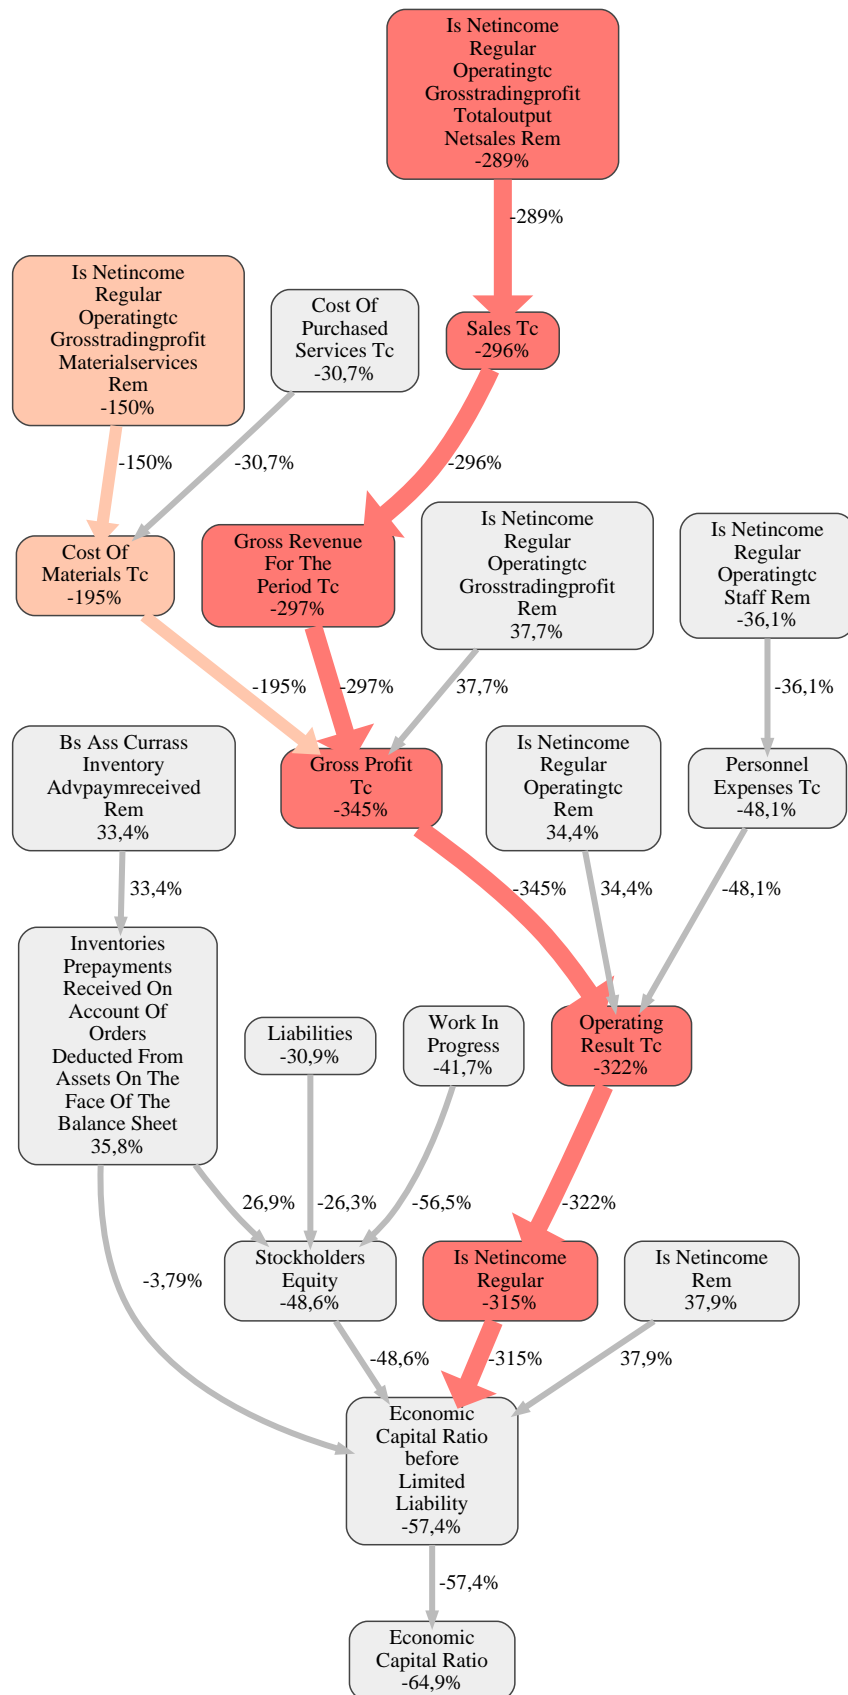 Is Netincome
Regular
Operatingtc
Grosstradingprofit
Totaloutput
Netsales Rem
-289%
-289%
Is Netincome
Regular
Operatingtc
Grosstradingprofit
Materialservices
Rem
-150%
Cost Of
Purchased
Services Tc
-30,7%
Sales Tc
-296%
-150%
-30,7%
-296%
Cost Of
Materials Tc
-195%
Gross Revenue
For The
Period Tc
-297%
Is Netincome
Regular
Operatingtc
Grosstradingprofit
Rem
37,7%
Is Netincome
Regular
Operatingtc
Staff Rem
-36,1%
-195%
-297%
37,7%
-36,1%
Bs Ass Currass
Inventory
Advpaymreceived
Rem
33,4%
Gross Profit
Tc
-345%
Is Netincome
Regular
Operatingtc
Rem
34,4%
Personnel
Expenses Tc
-48,1%
33,4%
-345%
34,4%
-48,1%
Inventories
Prepayments
Received On
Account Of
Orders
Deducted From
Assets On The
Face Of The
Balance Sheet
35,8%
Liabilities
-30,9%
Work In
Progress
-41,7%
Operating
Result Tc
-322%
26,9%
-26,3%
-56,5%
-322%
-3,79%
Stockholders
Equity
-48,6%
Is Netincome
Regular
-315%
Is Netincome
Rem
37,9%
-48,6%
-315%
37,9%
Economic
Capital Ratio
before
Limited
Liability
-57,4%
-57,4%
Economic
Capital Ratio
-64,9%